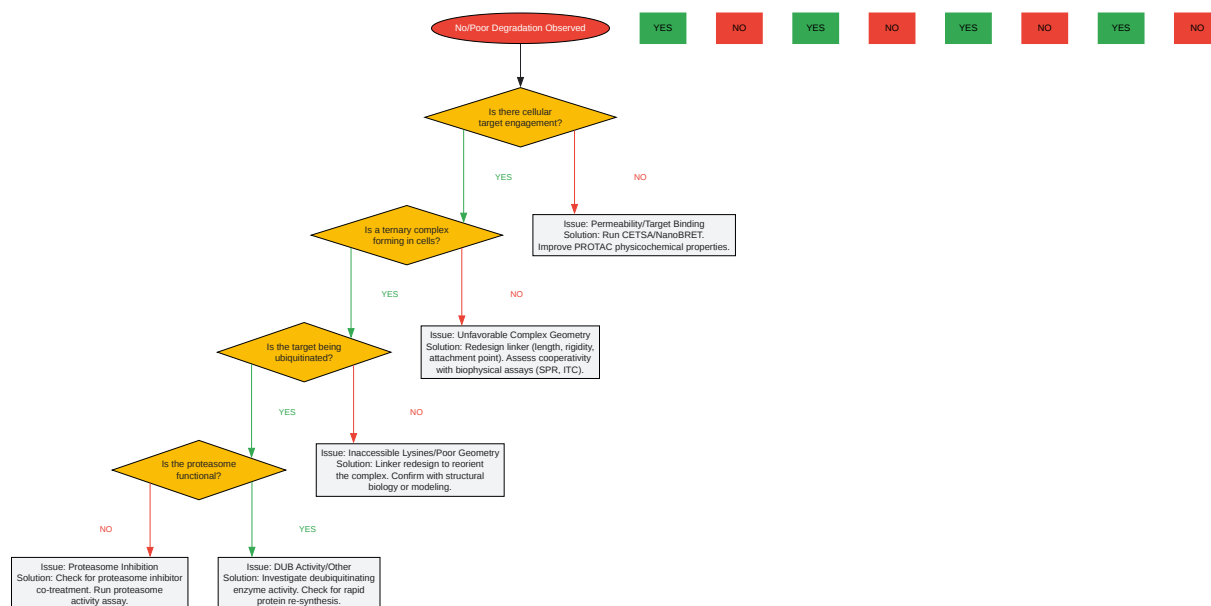 No/Poor Degradation Observed
YES
NO
YES
NO
YES
NO
YES
NO
Is there cellular
target engagement?
YES
NO
Is a ternary complex
forming in cells?
Issue: Permeability/Target Binding
Solution: Run CETSA/NanoBRET.
Improve PROTAC physicochemical properties.
YES
NO
Is the target being
ubiquitinated?
Issue: Unfavorable Complex Geometry
Solution: Redesign linker (length, rigidity,
attachment point). Assess cooperativity
with biophysical assays (SPR, ITC).
YES
NO
Is the proteasome
functional?
Issue: Inaccessible Lysines/Poor Geometry
Solution: Linker redesign to reorient
the complex. Confirm with structural
biology or modeling.
NO
YES
Issue: Proteasome Inhibition
Solution: Check for proteasome inhibitor
co-treatment. Run proteasome
activity assay.
Issue: DUB Activity/Other
Solution: Investigate deubiquitinating
enzyme activity. Check for rapid
protein re-synthesis.